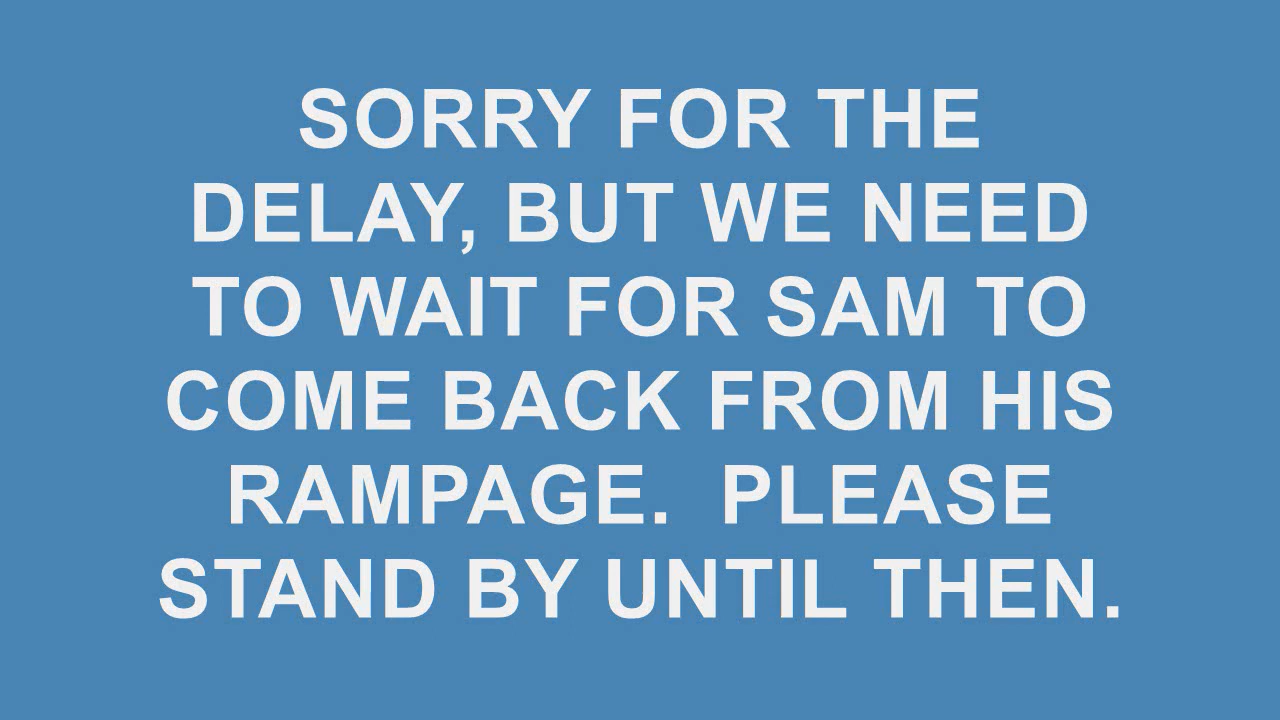 SORRY FOR THE
DELAY, BUT WE NEED
TO WAIT FOR SAM TO
COME BACK FROM HIS
RAMPAGE.  PLEASE
STAND BY UNTIL THEN.